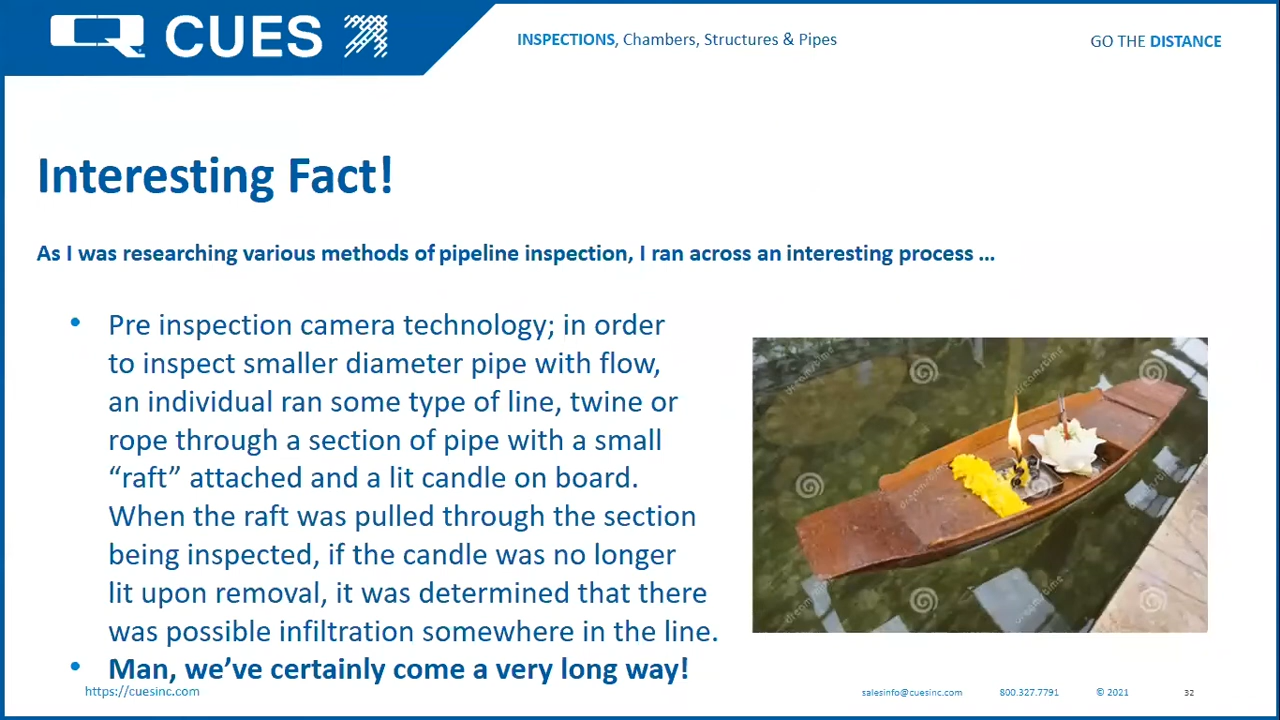 CUES
INSPECTIONS, Chambers, Structures & Pipes
GO THE DISTANCE
Interesting Fact!
As I was researching various methods of pipeline inspection, I ran across an interesting process ...
• Pre inspection camera technology; in order
to inspect smaller diameter pipe with flow,
an individual ran some type of line, twine or
rope through a section of pipe with a small
“raft” attached and a lit candle on board.
When the raft was pulled through the section
being inspected, if the candle was no longer
lit upon removal, it was determined that there
was possible infiltration somewhere in the line.
• Man, we’ve certainly come a very long way!
dreamstime
dreamstime
dreamstime
dreamstime
dreamstime
https://cuesinc.com
salesinfo@cuesinc.com
800.327.7791
© 2021
32